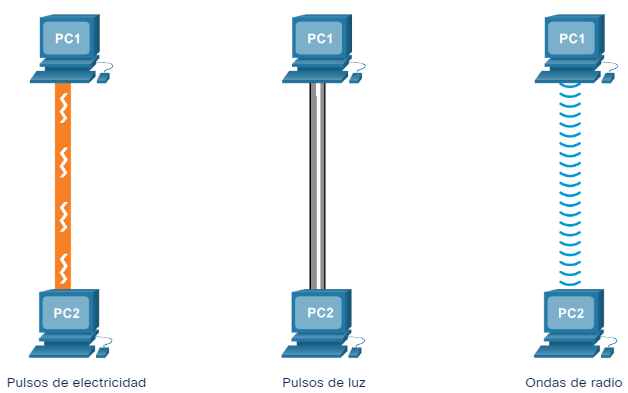 PC1
PC1
PC1
PC2
PC2
PC2
Pulsos de electricidad
Pulsos de luz
Ondas de radio